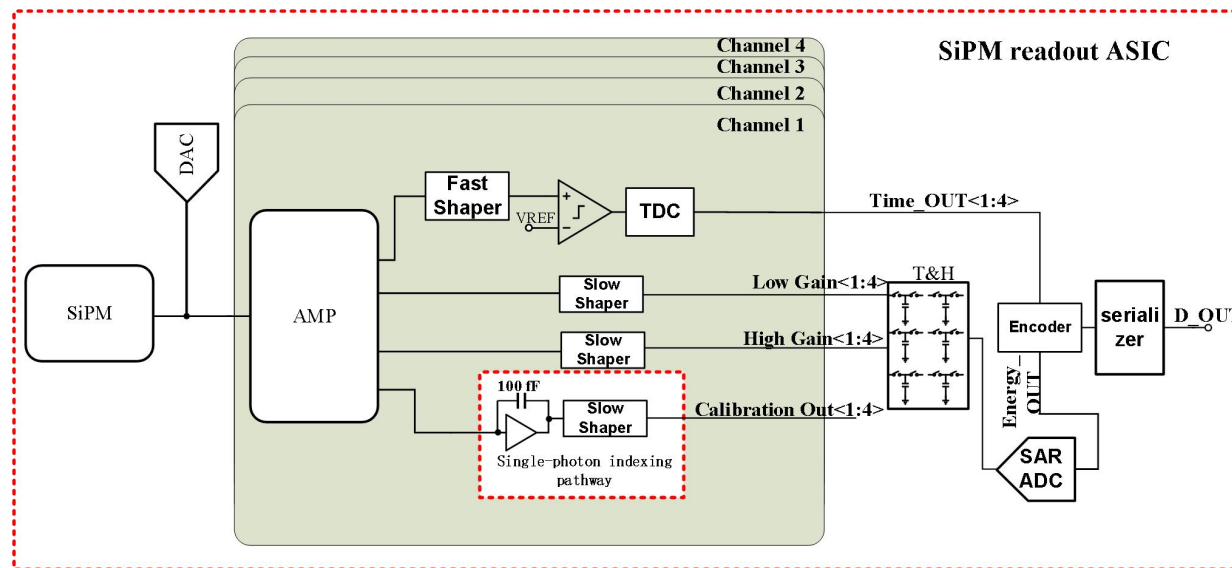 Channel 4
Channel 3
Channel 2
Channel 1
SiPM readout ASIC
DAC
Fast
Shaper
+
−
VREF
TDC
Time_OUT<1:4>
SiPM
AMP
Slow
Shaper
Low Gain<1:4>
T&H
Slow
Shaper
High Gain<1:4>
Encoder
seriali
zer
D_OUT
100 fF
Slow
Shaper
Calibration Out<1:4>
Single-photon indexing
pathway
Energy_
OUT
SAR
ADC